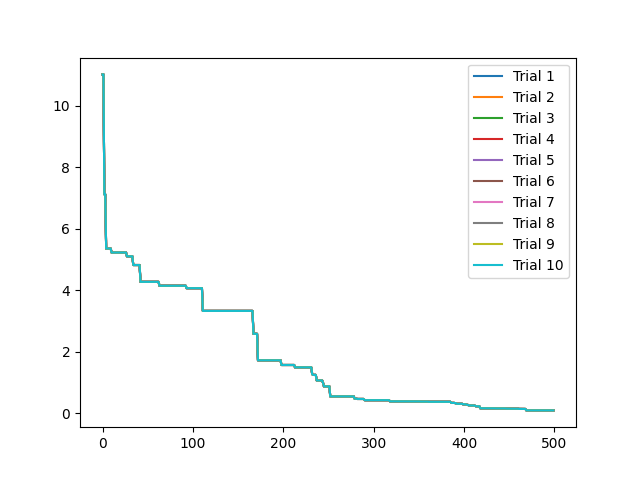 10
8
6
4
2
0
0
100
200
300
400
500
Trial 1
Trial 2
Trial 3
Trial 4
Trial 5
Trial 6
Trial 7
Trial 8
Trial 9
Trial 10